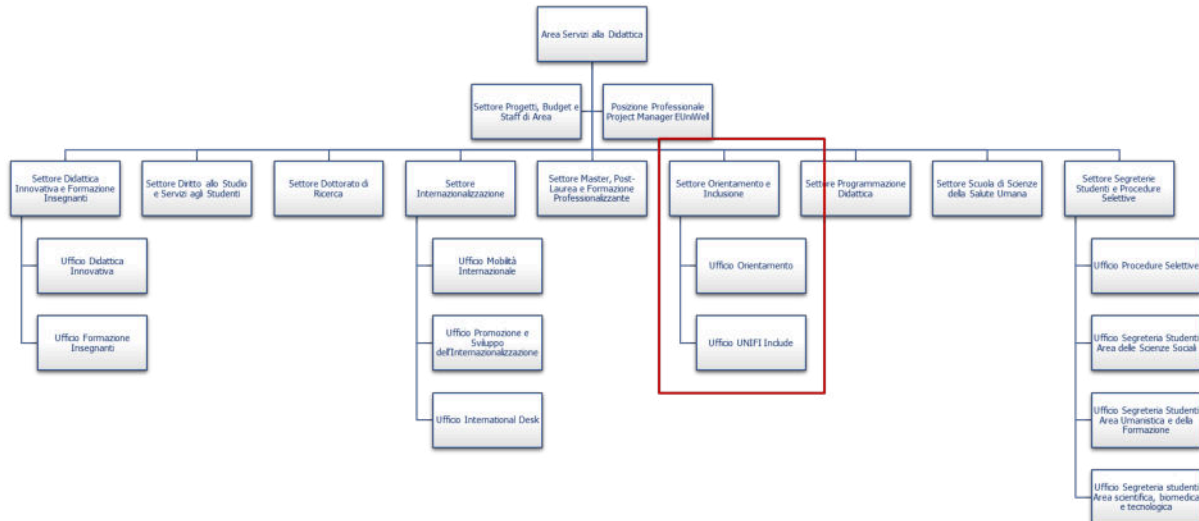 Area Servizi alla Didattica
Settore Progetti, Budget e
Staff di Area
Posizione Professionale
Project Manager EUniWell
Settore Didattica
Innovativa e Formazione
Insegnanti
Settore Diritto allo Studio
e Servizi agli Studenti
Settore Dottorato di
Ricerca
Settore
Internazionalizzazione
Settore Master, Post-
Laurea e Formazione
Professionalizzante
Settore Orientamento e
Inclusione
Settore Programmazione
Didattica
Settore Scuola di Scienze
della Salute Umana
Settore Segreterie
Studenti e Procedure
Selettive
Ufficio Didattica
Innovativa
Ufficio Formazione
Insegnanti
Ufficio Mobilità
Internazionale
Ufficio Promozione e
Sviluppo
dell'Internazionalizzazione
Ufficio International Desk
Ufficio Orientamento
Ufficio UNIFI Include
Ufficio Procedure Selettive
Ufficio Segreteria Studenti
Area delle Scienze Sociali
Ufficio Segreteria Studenti
Area Umanistica e della
Formazione
Ufficio Segreteria studenti
Area scientifica, biomedica
e tecnologica